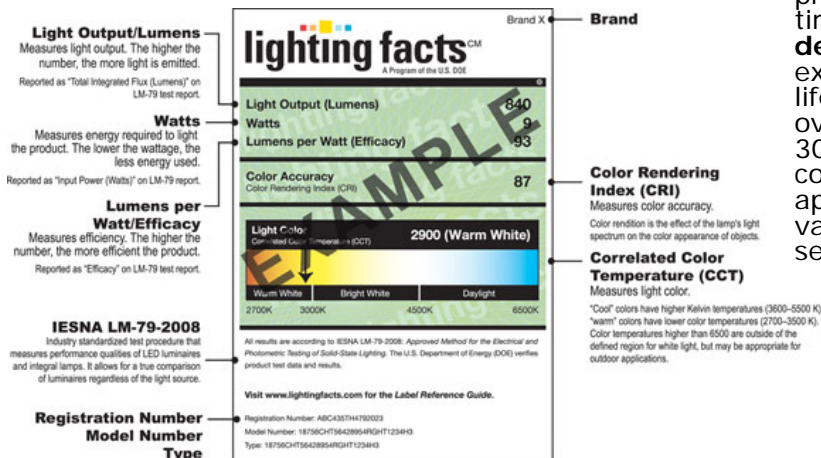 Light Output/Lumens
Measures light output. The higher the
number, the more light is emitted.
Reported as "Total Integrated Flux (Lumens)" on
LM-79 test report.
Watts
Measures energy required to light
the product. The lower the wattage, the
less energy used.
Reported as "Input Power (Watts)" on LM-79 report.
Lumens per
Watt/Efficacy
Measures efficiency. The higher the
number, the more efficient the product.
Reported as "Efficacy" on LM-79 test report.
IESNA LM-79-2008
Industry standardized test procedure that
measures performance qualities of LED luminaires
and integral lamps. It allows for a true comparison
of luminaires regardless of the light source.
Registration Number
Model Number
Type
Brand X
lighting facts CM
A Program of the U.S. DOE
Light Output (Lumens) 840
Watts 9
Lumens per Watt (Efficacy) 93
Color Accuracy 87
Color Rendering Index (CRI)
Light Color
Correlated Color Temperature (CCT)
2900 (Warm White)
Warm White Bright White Daylight
2700K 3000K 4500K 6500K
EXAMPLE
All results are according to IESNA LM-79-2008: Approved Method for the Electrical and
Photometric Testing of Solid-State Lighting. The U.S. Department of Energy (DOE) verifies
product test data and results.
Visit www.lightingfacts.com for the Label Reference Guide.
Registration Number: ABC435TH4792023
Model Number: 18756CHT56428954RGHT1234H3
Type: 18756CHT56428954RGHT1234H3
Brand
Color Rendering
Index (CRI)
Measures color accuracy.
Color rendition is the effect of the lamp's light
spectrum on the color appearance of objects.
Correlated Color
Temperature (CCT)
Measures light color.
"Cool" colors have higher Kelvin temperatures (3600–5500 K);
"warm" colors have lower color temperatures (2700–3500 K).
Color temperatures higher than 6500 are outside of the
defined region for white light, but may be appropriate for
outdoor applications.
tin
de
ex
life
ov
30
co
ap
va
se